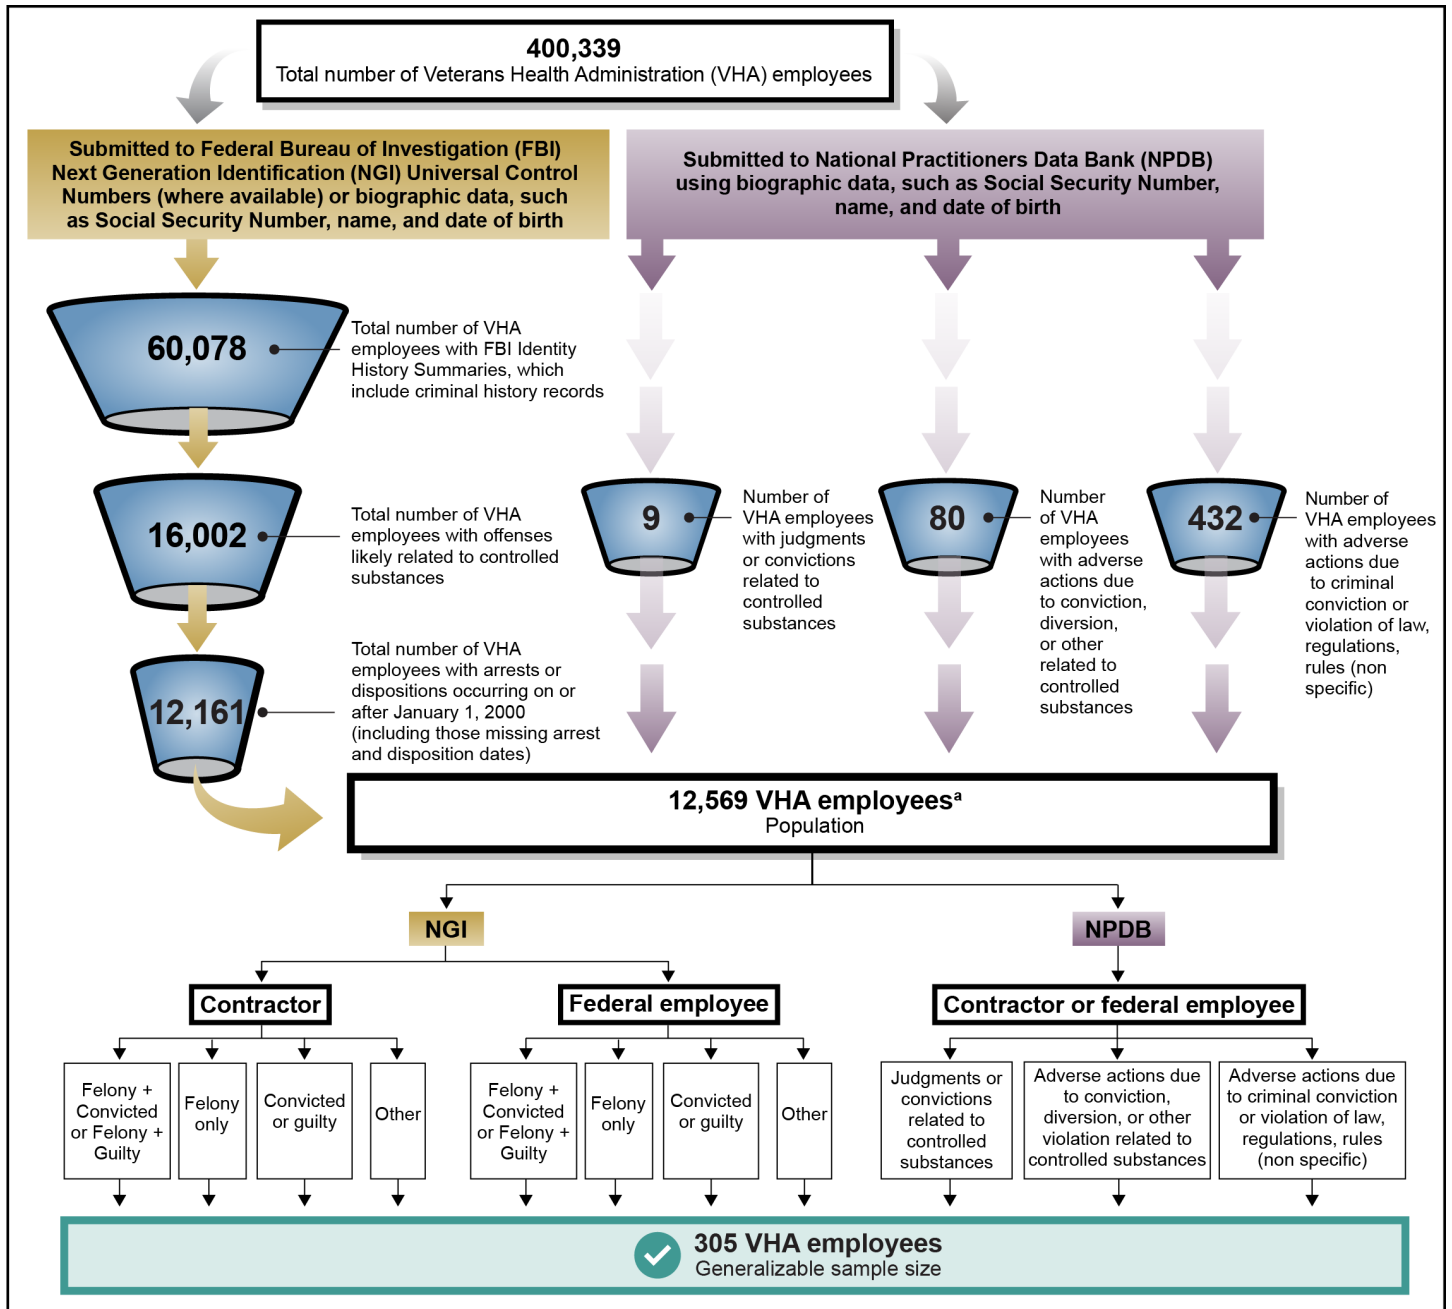 400,339
Total number of Veterans Health Administration (VHA) employees
Submitted to Federal Bureau of Investigation (FBI)
Next Generation Identification (NGI) Universal Control
Numbers (where available) or biographic data, such
as Social Security Number, name, and date of birth
Submitted to National Practitioners Data Bank (NPDB)
using biographic data, such as Social Security Number,
name, and date of birth
60,078
Total number of VHA
employees with FBI Identity
History Summaries, which
include criminal history records
16,002
Total number of VHA
employees with offenses
likely related to controlled
substances
12,161
Total number of VHA
employees with arrests or
dispositions occurring on or
after January 1, 2000
(including those missing arrest
and disposition dates)
9
Number of
VHA employees
with judgments
or convictions
related to
controlled
substances
80
Number
of VHA
employees
with adverse
actions due
to conviction,
diversion,
or other
related to
controlled
substances
432
Number of
VHA employees
with adverse
actions due
to criminal
conviction or
violation of law,
regulations,
rules (non
specific)
12,569 VHA employeesᵃ
Population
NGI
NPDB
Contractor
Federal employee
Contractor or federal employee
Felony +
Convicted
or Felony +
Guilty
Felony
only
Convicted
or guilty
Other
Felony +
Convicted
or Felony +
Guilty
Felony
only
Convicted
or guilty
Other
Judgments or
convictions
related to
controlled
substances
Adverse actions due
to conviction,
diversion, or other
violation related to
controlled substances
Adverse actions due
to criminal conviction
or violation of law,
regulations, rules
(non specific)
305 VHA employees
Generalizable sample size